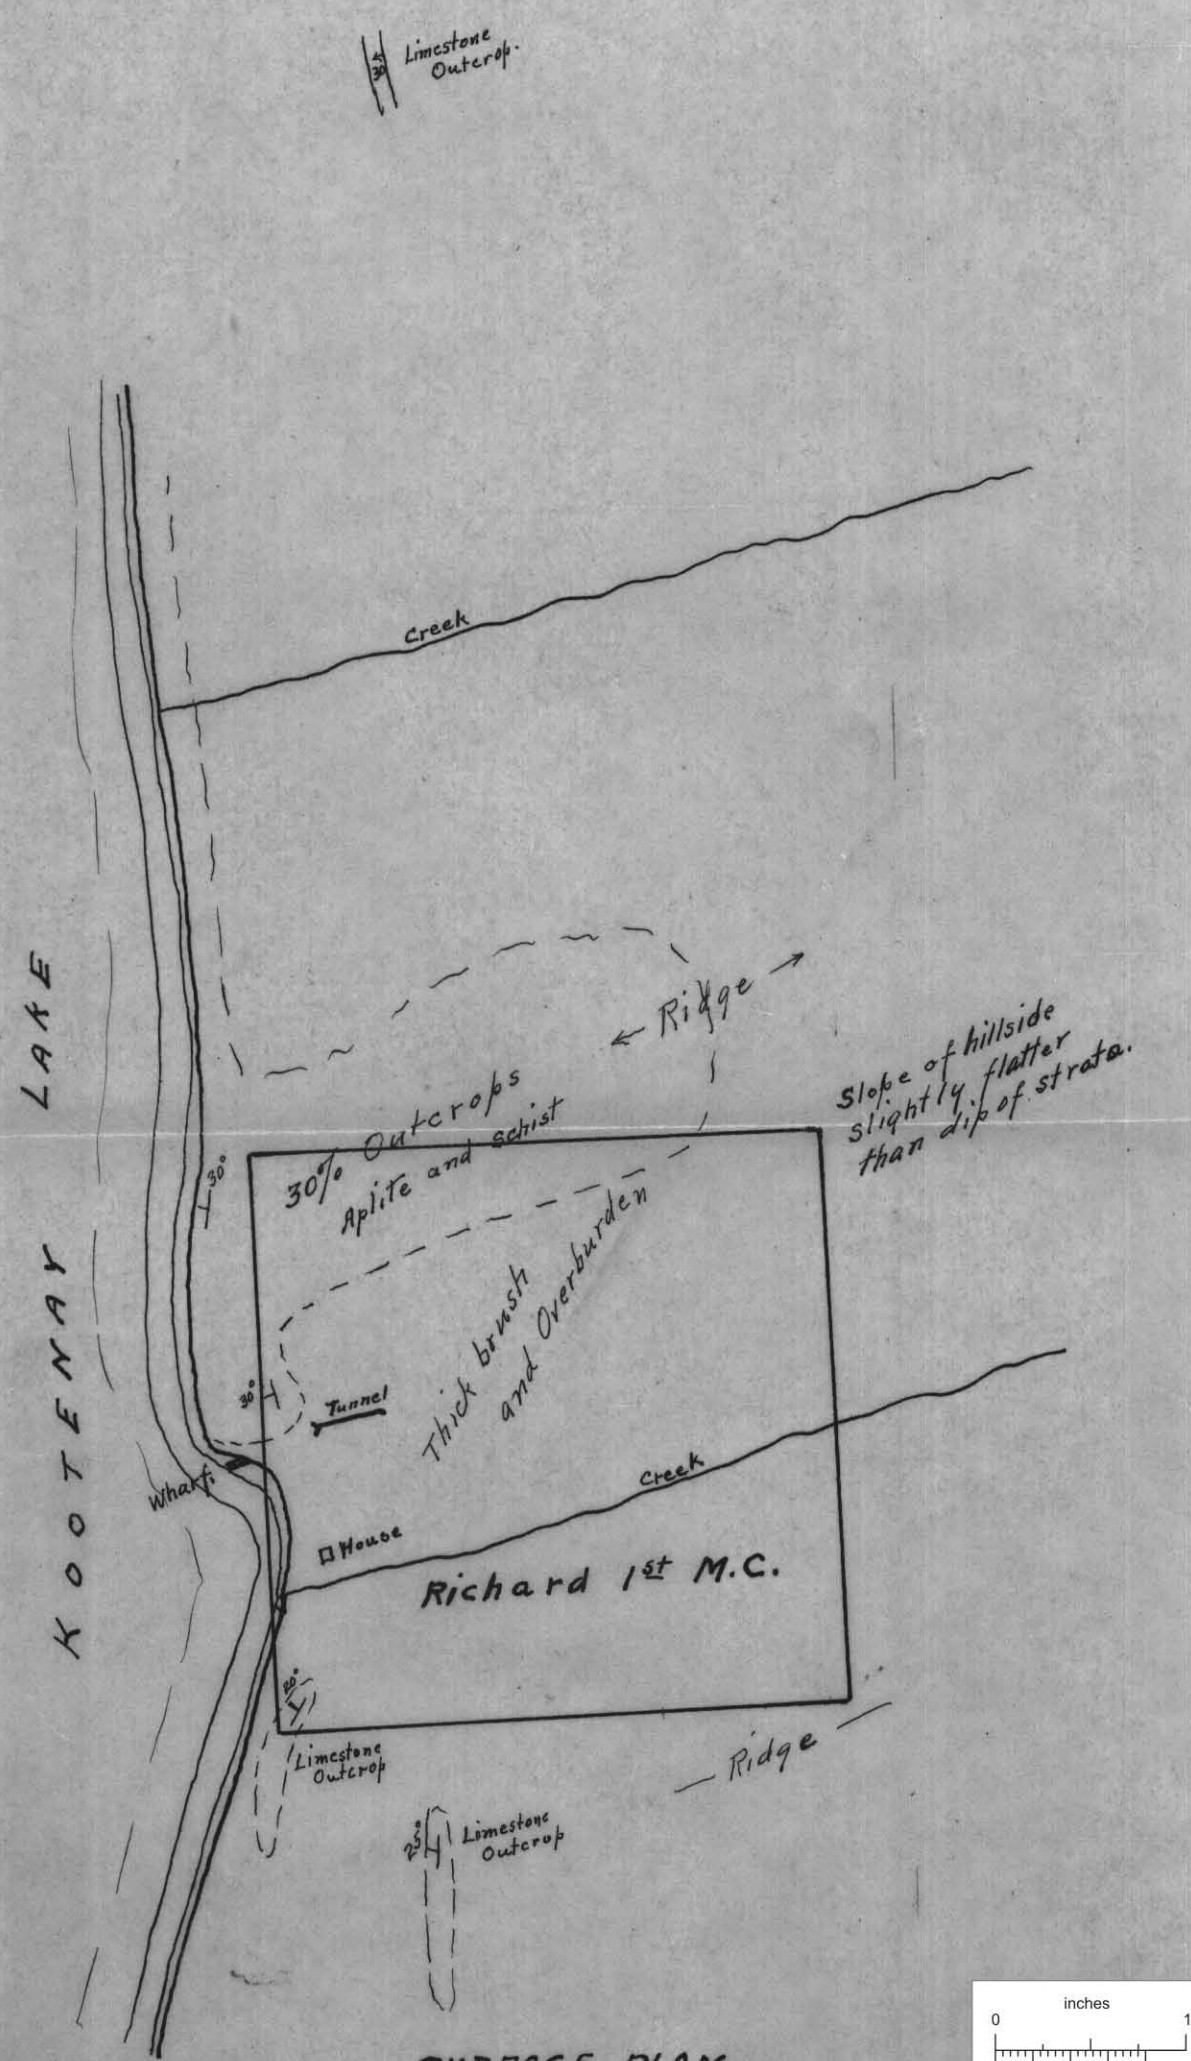 Limestone
Outcrop.
30
Creek
← Ridge →
Slope of hillside
slightly flatter
than dip of strata.
30% Outcrops
Aplite and schist
30°
KOOTENAY LAKE
Thick brush
and Overburden
30°
Tunnel
Wharf.
Creek
House
Richard 1st M.C.
20°
Limestone
Outcrop
Ridge
25°
Limestone
Outcrop
SURFACE PLAN
inches
0 1